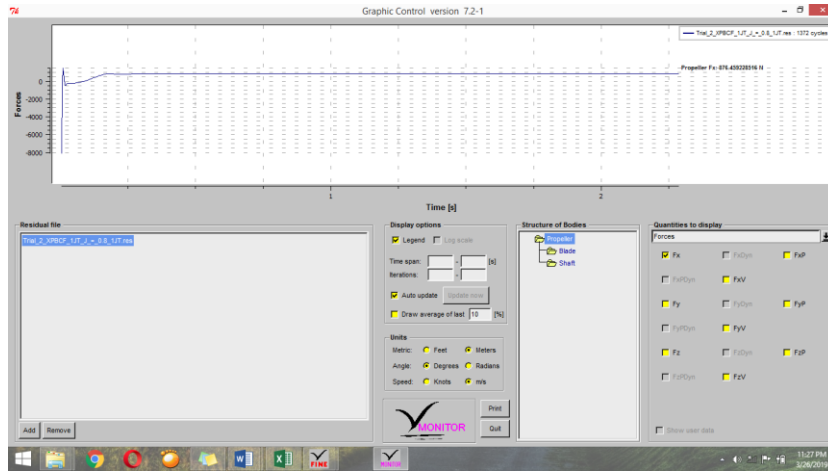 Graphic Control version 7.2-1
Trial_2_XPBCF_1JT_J_=_0.8_1JT.res : 1372 cycles
Forces
0
-2000
-4000
-6000
-8000
1
2
Time [s]
Residual file
Trial_2_XPBCF_1JT_J_=_0.8_1JT.res
Add Remove
Display options
Legend Log scale
Time span: - [s]
Iterations: -
Auto update Update now
Draw average of last 10 [%]
Units
Metric: Feet Meters
Angle: Degrees Radians
Speed: Knots m/s
MONITOR
Print
Quit
Structure of Bodies
Propeller
Blade
Shaft
Quantities to display
Forces
Fx FxDyn FxP
FxPDyn FxV
Fy FyDyn FyP
FyPDyn FyV
Fz FzDyn FzP
FzPDyn FzV
Show user data
FINE
MONITOR
11:27 PM
3/26/2019